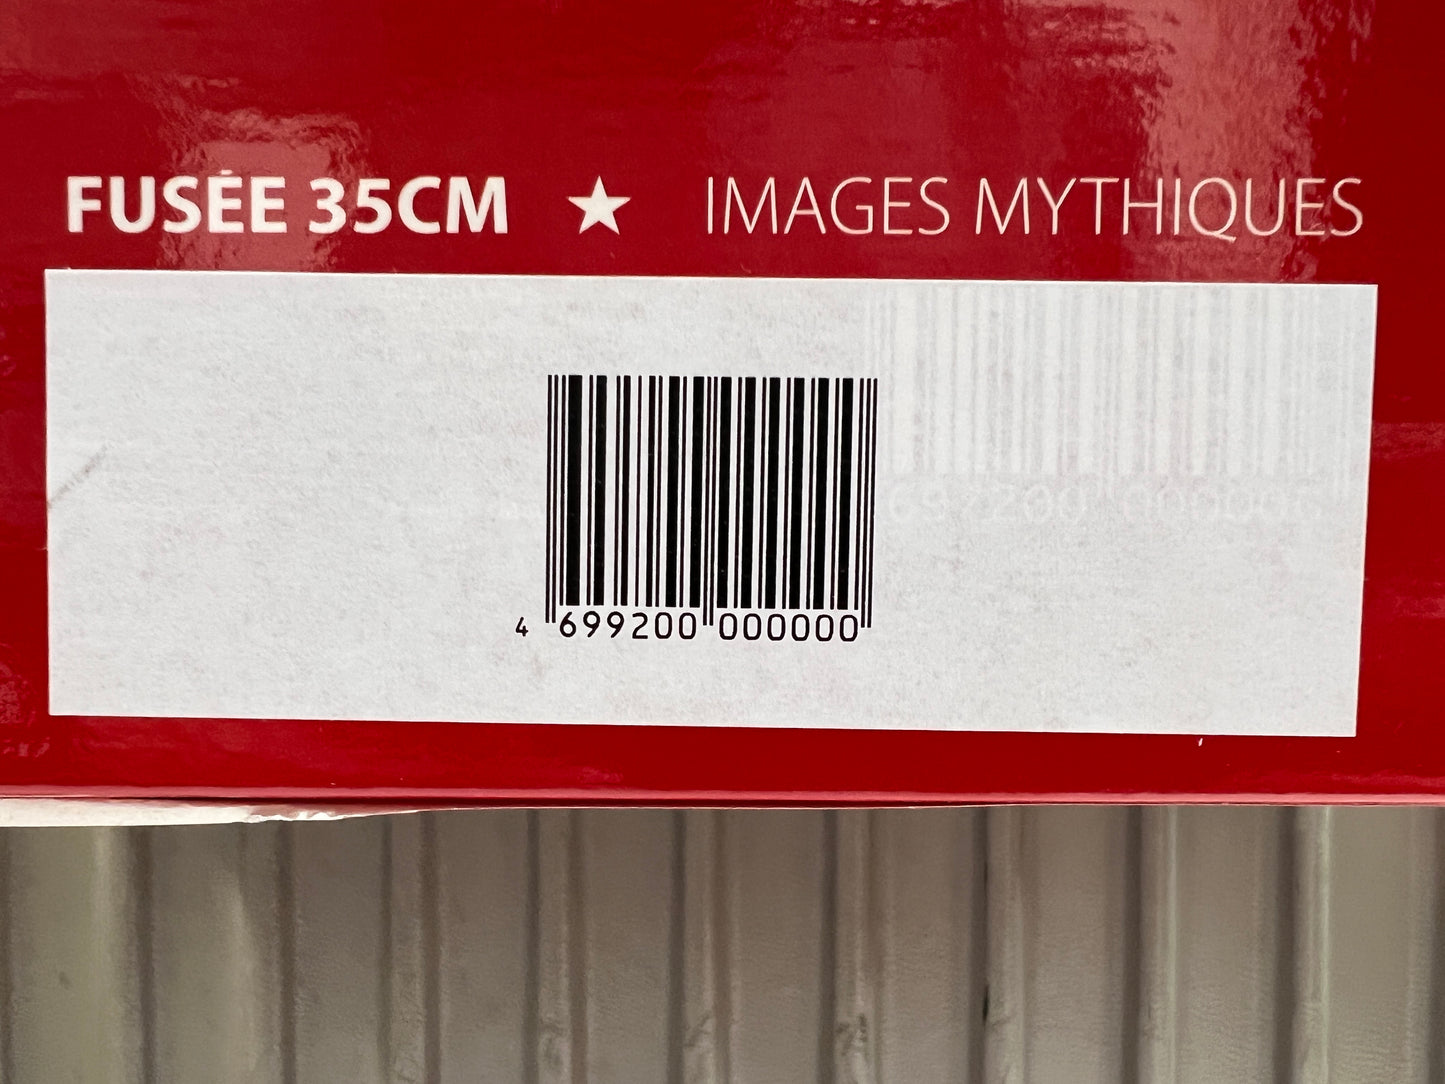 FUSÉE 35CM ★ IMAGES MYTHIQUES
4 699200 000000